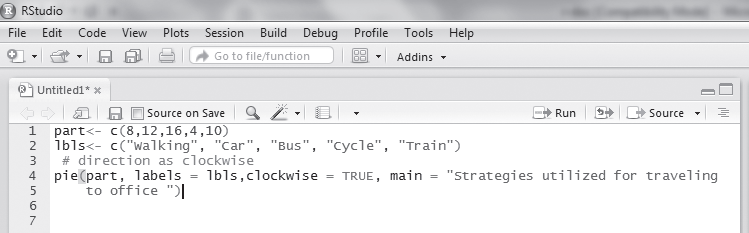 RStudio
File Edit Code View Plots Session Build Debug Profile Tools Help
Go to file/function Addins
Untitled1*
Source on Save Run Source
1 part<- c(8,12,16,4,10)
2 lbls<- c("Walking", "Car", "Bus", "Cycle", "Train")
3 # direction as clockwise
4 pie(part, labels = lbls,clockwise = TRUE, main = "Strategies utilized for traveling
5 to office ")
6
7